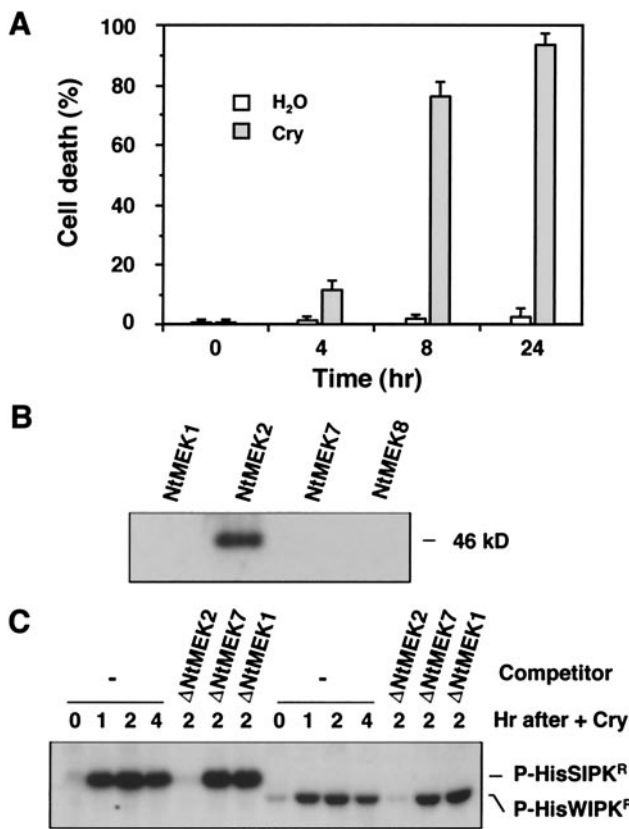 A
100
80
60
40
20
0
Cell death (%)
H₂O
Cry
0 4 8 24
Time (hr)
B
NtMEK1 NtMEK2 NtMEK7 NtMEK8
– 46 kD
C
- ΔNtMEK2 ΔNtMEK7 ΔNtMEK1 - ΔNtMEK2 ΔNtMEK7 ΔNtMEK1 Competitor
0 1 2 4 2 2 2 0 1 2 4 2 2 2 Hr after + Cry
P-HisSIPKᴿ
P-HisWIPKᴿ